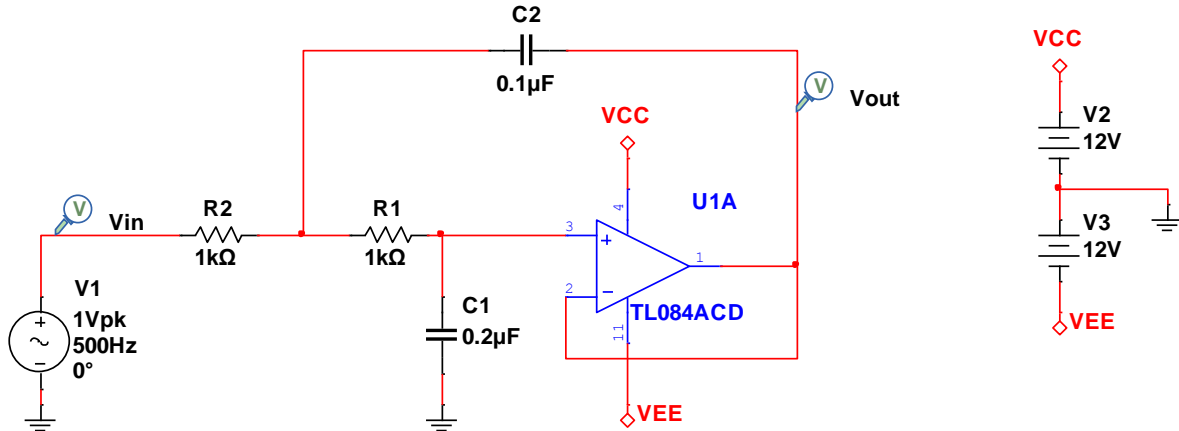 C2
0.1µF
V
Vout
VCC
VCC
V2
12V
4
U1A
V
Vin
R2
1kΩ
R1
1kΩ
3
+
1
2
−
TL084ACD
11
V3
12V
V1
+
1Vpk
500Hz
0°
−
C1
0.2µF
VEE
VEE